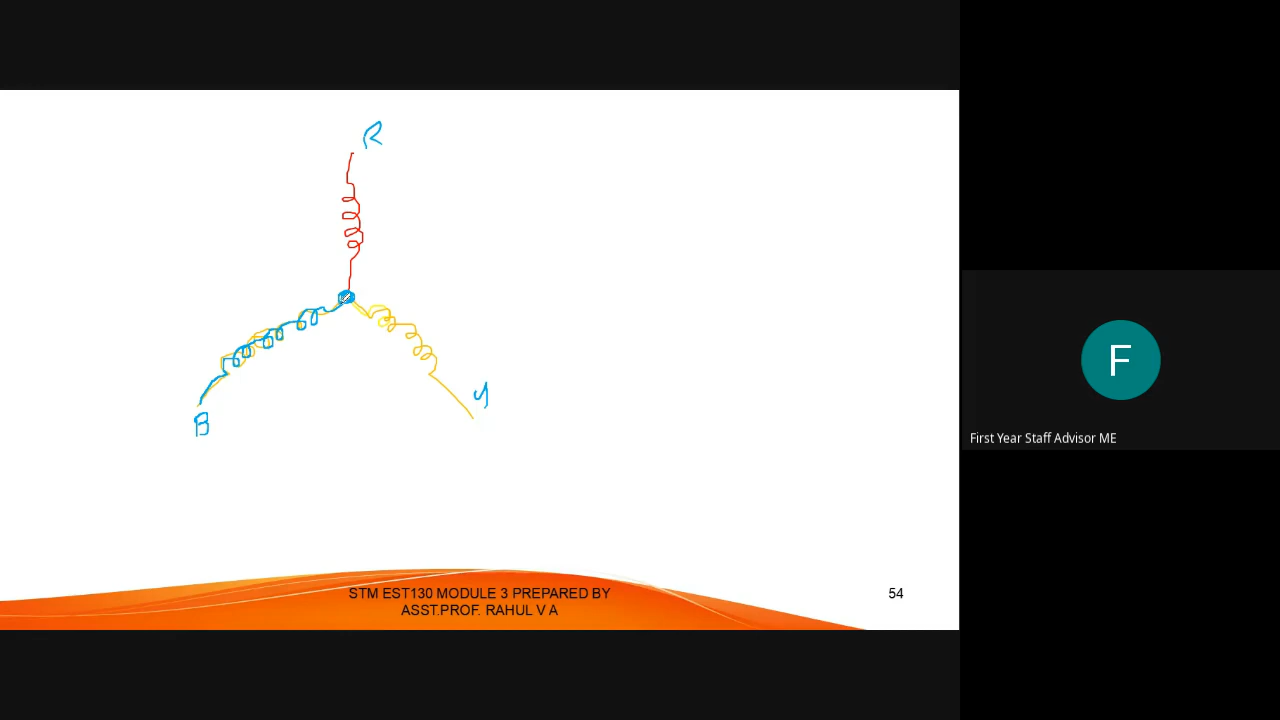 R
B
Y
F
First Year Staff Advisor ME
STM EST130 MODULE 3 PREPARED BY
ASST.PROF. RAHUL V A
54